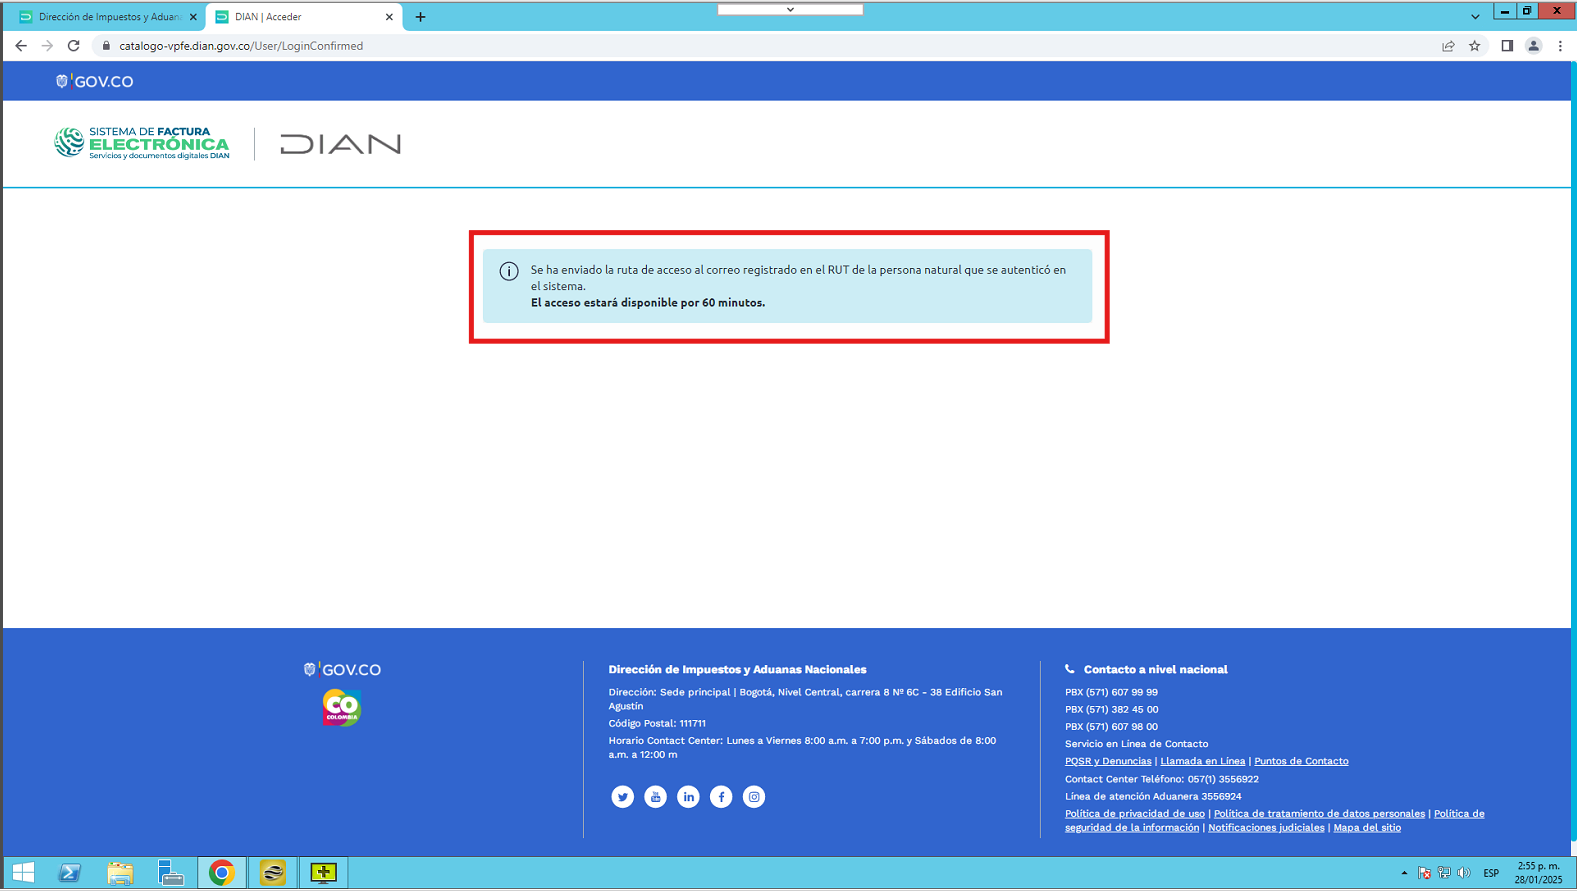 Dirección de Impuestos y Aduan
DIAN | Acceder
catalogo-vpfe.dian.gov.co/User/LoginConfirmed
GOV.CO
SISTEMA DE FACTURA
ELECTRÓNICA
Servicios y documentos digitales DIAN
DIAN
Se ha enviado la ruta de acceso al correo registrado en el RUT de la persona natural que se autenticó en
el sistema.
El acceso estará disponible por 60 minutos.
GOV.CO
CO
COLOMBIA
Dirección de Impuestos y Aduanas Nacionales
Dirección: Sede principal | Bogotá, Nivel Central, carrera 8 Nº 6C - 38 Edificio San
Agustín
Código Postal: 111711
Horario Contact Center: Lunes a Viernes 8:00 a.m. a 7:00 p.m. y Sábados de 8:00
a.m. a 12:00 m
Contacto a nivel nacional
PBX (571) 607 99 99
PBX (571) 382 45 00
PBX (571) 607 98 00
Servicio en Línea de Contacto
PQSR y Denuncias | Llamada en Línea | Puntos de Contacto
Contact Center Teléfono: 057(1) 3556922
Línea de atención Aduanera 3556924
Política de privacidad de uso | Política de tratamiento de datos personales | Política de
seguridad de la información | Notificaciones judiciales | Mapa del sitio
ESP
2:55 p. m.
28/01/2025